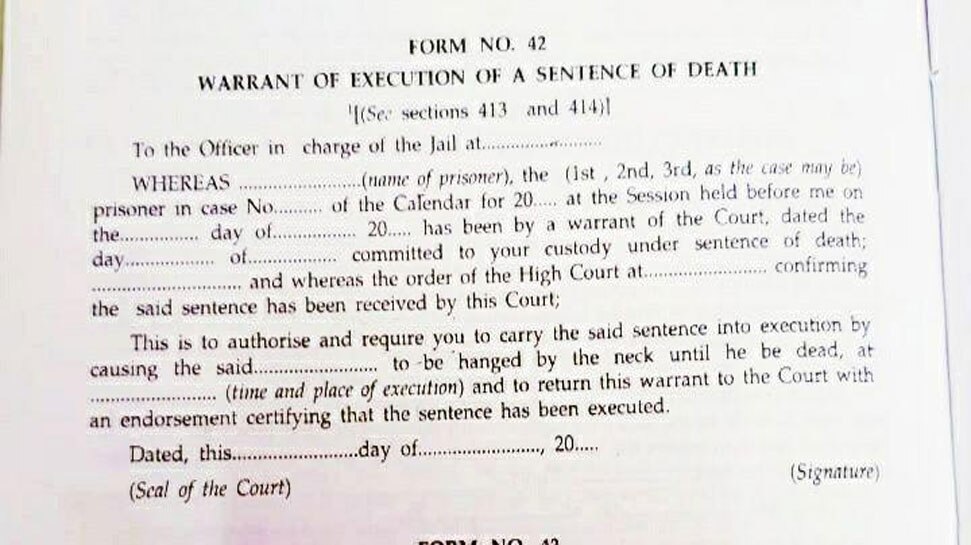 FORM NO. 42
WARRANT OF EXECUTION OF A SENTENCE OF DEATH
¹[(See sections 413 and 414)]
To the Officer in charge of the Jail at........................
WHEREAS ........................(name of prisoner), the (1st , 2nd, 3rd, as the case may be)
prisoner in case No.......... of the Calendar for 20..... at the Session held before me on
the................ day of................. 20..... has been by a warrant of the Court, dated the
day.................. of.................. committed to your custody under sentence of death;
.............................. and whereas the order of the High Court at......................... confirming
the said sentence has been received by this Court;
This is to authorise and require you to carry the said sentence into execution by
causing the said......................... to be hanged by the neck until he be dead, at
......................... (time and place of execution) and to return this warrant to the Court with
an endorsement certifying that the sentence has been executed.
Dated, this.........................day of........................, 20.....
(Signature)
(Seal of the Court)
FORM NO. 43